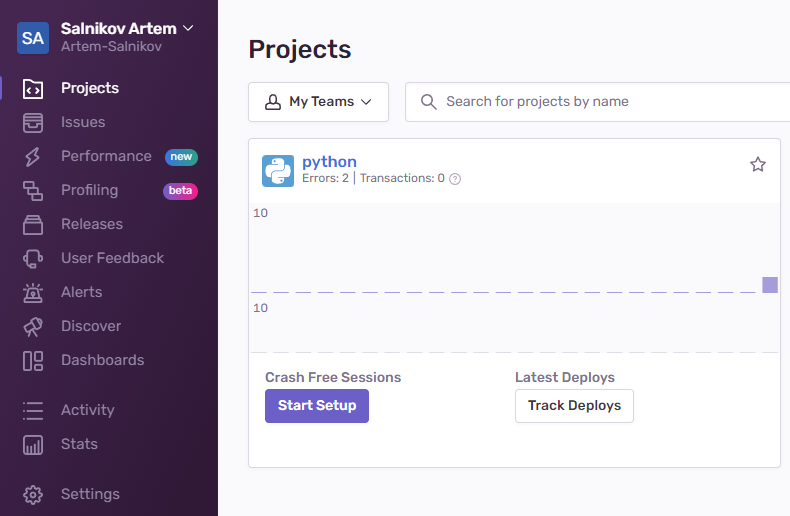 SA
Salnikov Artem
Artem-Salnikov
Projects
Issues
Performance new
Profiling beta
Releases
User Feedback
Alerts
Discover
Dashboards
Activity
Stats
Settings
Projects
My Teams
Search for projects by name
python
Errors: 2 | Transactions: 0 ?
10
10
Crash Free Sessions
Start Setup
Latest Deploys
Track Deploys